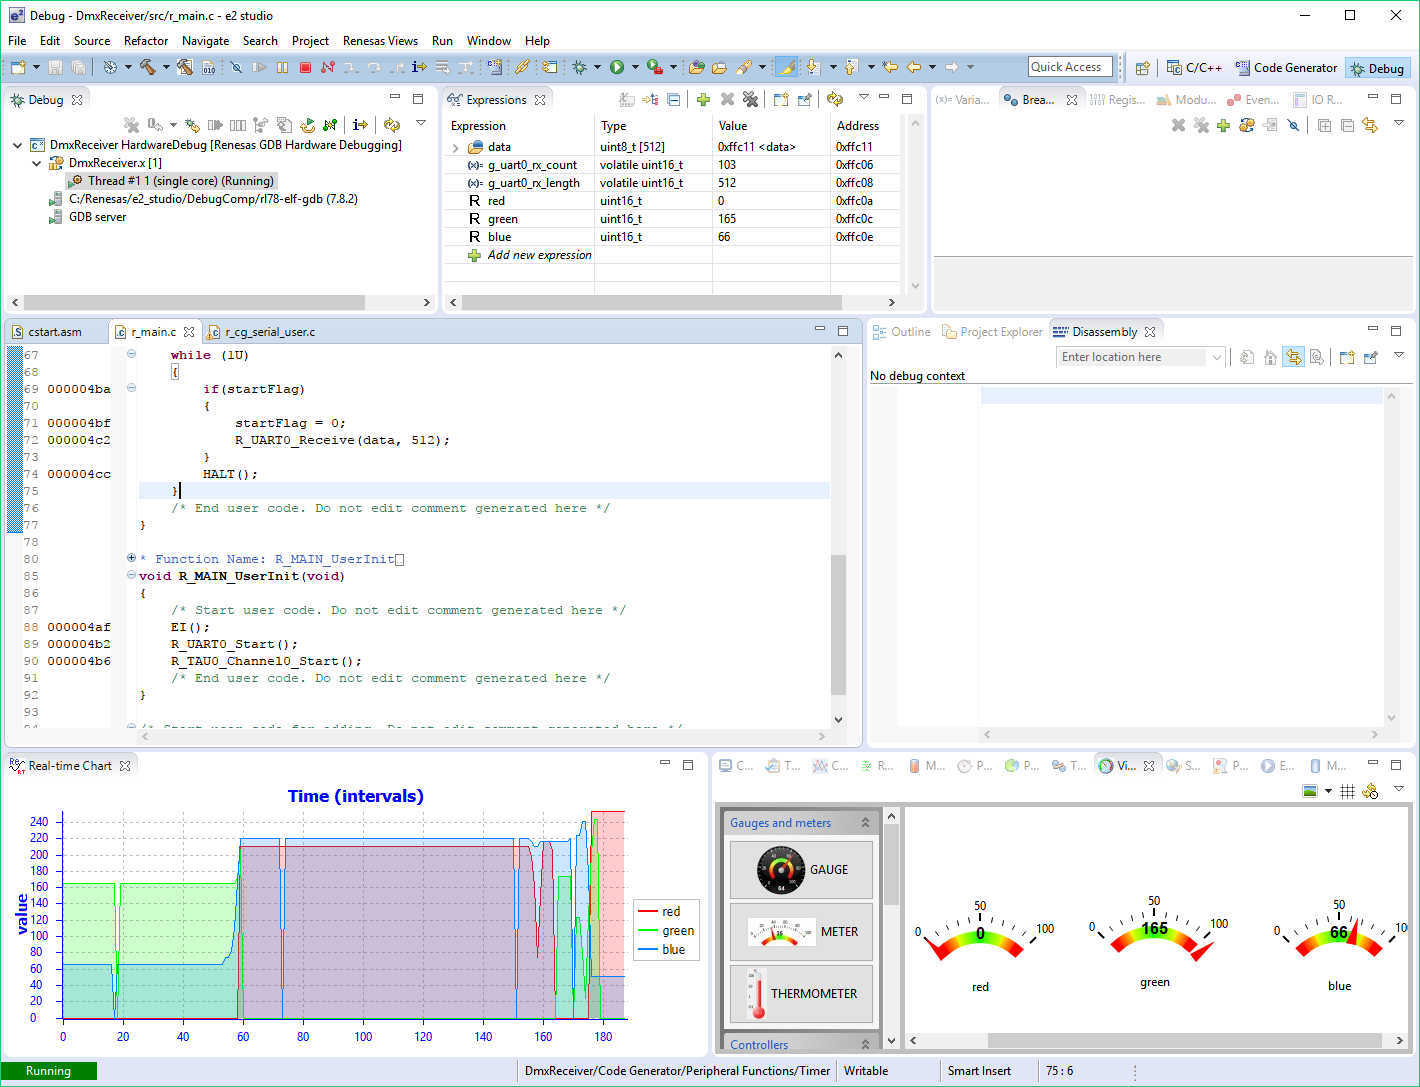 Debug - DmxReceiver/src/r_main.c - e2 studio
File Edit Source Refactor Navigate Search Project Renesas Views Run Window Help
Quick Access
C/C++
Code Generator
Debug
Debug
DmxReceiver HardwareDebug [Renesas GDB Hardware Debugging]
DmxReceiver.x [1]
Thread #1 1 (single core) (Running)
C:/Renesas/e2_studio/DebugComp/rl78-elf-gdb (7.8.2)
GDB server
Expressions
Expression Type Value Address
data uint8_t [512] 0xffc11 <data> 0xffc11
(x)= g_uart0_rx_count volatile uint16_t 103 0xffc06
(x)= g_uart0_rx_length volatile uint16_t 512 0xffc08
R red uint16_t 0 0xffc0a
R green uint16_t 165 0xffc0c
R blue uint16_t 66 0xffc0e
Add new expression
(x)= Varia... Brea... Regis... Modu... Even... IO R...
cstart.asm r_main.c r_cg_serial_user.c
67 while (1U)
68 {
69 000004ba if(startFlag)
70 {
71 000004bf startFlag = 0;
72 000004c2 R_UART0_Receive(data, 512);
73 }
74 000004cc HALT();
75 }
76 /* End user code. Do not edit comment generated here */
77 }
78
80 * Function Name: R_MAIN_UserInit
85 void R_MAIN_UserInit(void)
86 {
87 /* Start user code. Do not edit comment generated here */
88 000004af EI();
89 000004b2 R_UART0_Start();
90 000004b6 R_TAU0_Channel0_Start();
91 /* End user code. Do not edit comment generated here */
92 }
93
94 /* Start user code for adding. Do not edit comment generated here */
Outline Project Explorer Disassembly
Enter location here
No debug context
Real-time Chart
Time (intervals)
value
240
220
200
180
160
140
120
100
80
60
40
20
0
0 20 40 60 80 100 120 140 160 180
red
green
blue
C... T... C... R... M... P... P... T... Vi... S... P... E... M...
Gauges and meters
GAUGE
METER
THERMOMETER
Controllers
0 50 100
0
red
0 50 100
165
green
0 50 10
66
blue
Running
DmxReceiver/Code Generator/Peripheral Functions/Timer
Writable
Smart Insert
75 : 6